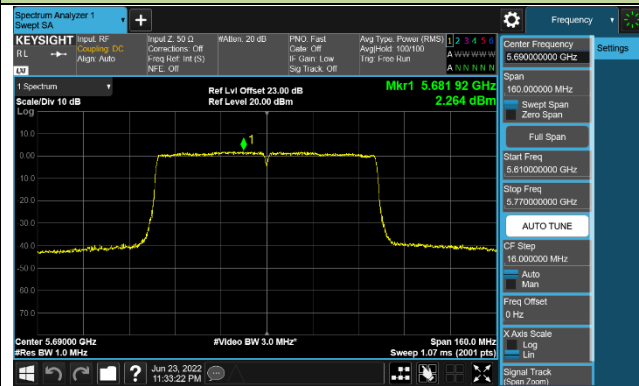 Spectrum Analyzer 1
Swept SA
Frequency
KEYSIGHT
RL
LXI
Input: RF
Coupling: DC
Align: Auto
Input Z: 50 Ω
Corrections: Off
Freq Ref: Int (S)
NFE: Off
#Atten: 20 dB
PNO: Fast
Gate: Off
IF Gain: Low
Sig Track: Off
Avg Type: Power (RMS)
Avg|Hold: 100/100
Trig: Free Run
1 2 3 4 5 6
A W W W W W
A N N N N N
Center Frequency
5.690000000 GHz
Settings
Span
160.000000 MHz
Swept Span
Zero Span
Full Span
Start Freq
5.610000000 GHz
Stop Freq
5.770000000 GHz
AUTO TUNE
CF Step
16.000000 MHz
Auto
Man
Freq Offset
0 Hz
X Axis Scale
Log
Lin
Signal Track
(Span Zoom)
1 Spectrum
Scale/Div 10 dB
Log
Ref Lvl Offset 23.00 dB
Ref Level 20.00 dBm
Mkr1 5.681 92 GHz
2.264 dBm
1
10.0
0.00
-10.0
-20.0
-30.0
-40.0
-50.0
-60.0
-70.0
Center 5.69000 GHz
#Res BW 1.0 MHz
#Video BW 3.0 MHz*
Span 160.0 MHz
Sweep 1.07 ms (2001 pts)
?
Jun 23, 2022
11:33:22 PM